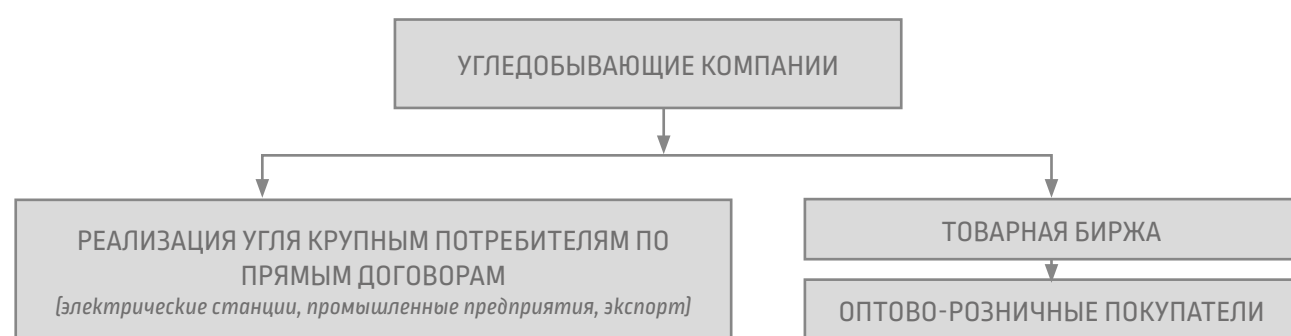 УГЛЕДОБЫВАЮЩИЕ КОМПАНИИ
РЕАЛИЗАЦИЯ УГЛЯ КРУПНЫМ ПОТРЕБИТЕЛЯМ ПО
ПРЯМЫМ ДОГОВОРАМ
(электрические станции, промышленные предприятия, экспорт)
ТОВАРНАЯ БИРЖА
ОПТОВО-РОЗНИЧНЫЕ ПОКУПАТЕЛИ